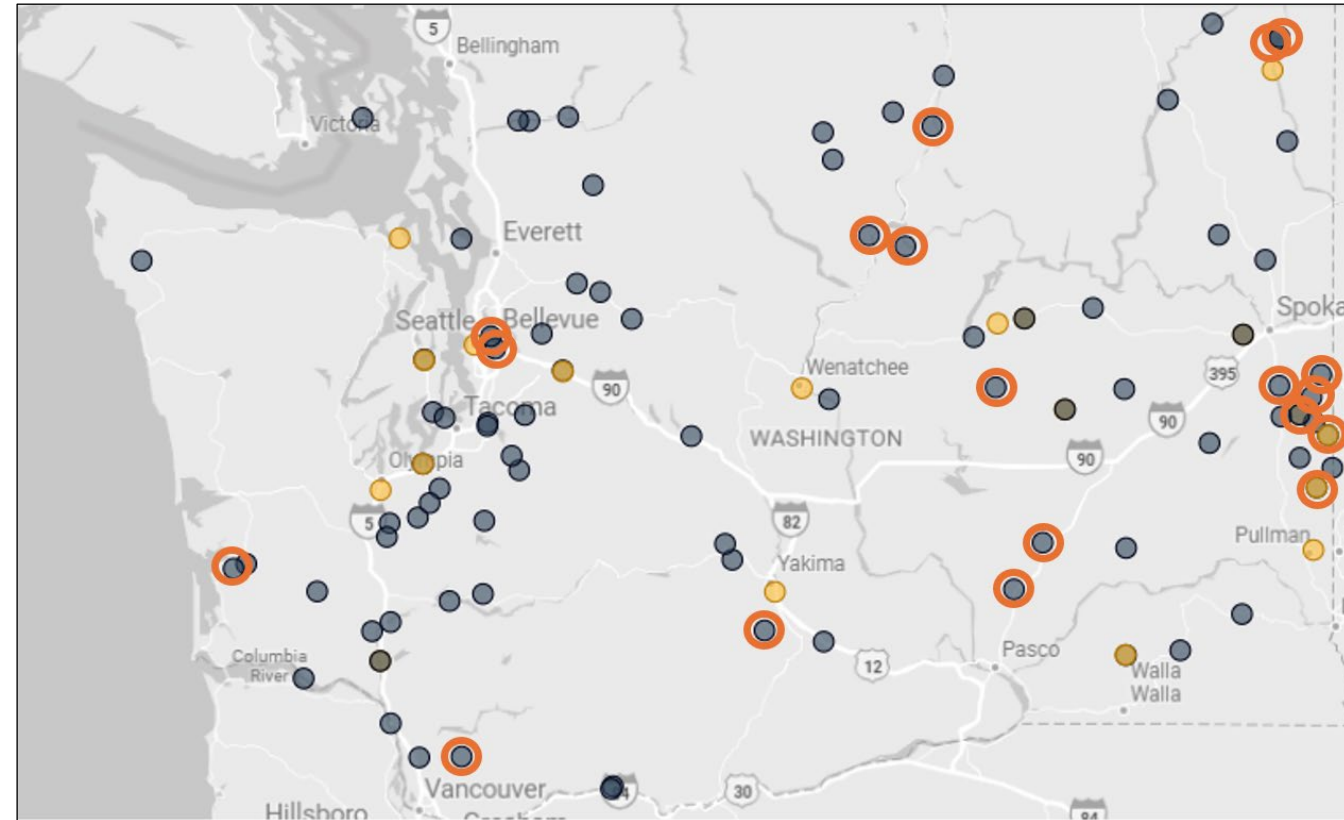 5
Bellingham
Victoria
Everett
Seattle
Bellevue
Spoka
Wenatchee
395
90
Tacoma
90
WASHINGTON
90
Olympia
5
82
Pullman
Yakima
Columbia
River
12
Pasco
Walla
Walla
Vancouver
30
Hillsboro
84